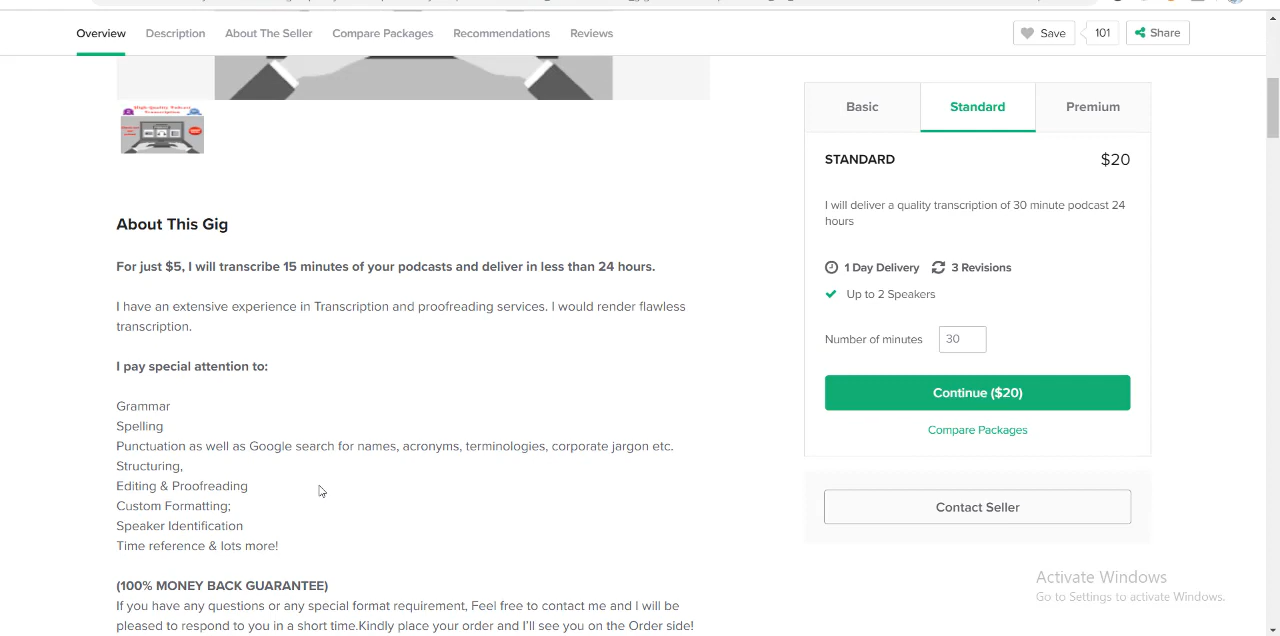 Overview Description About The Seller Compare Packages Recommendations Reviews Save 101 Share
High-Quality Podcast
Transcription
Basic Standard Premium
STANDARD $20
I will deliver a quality transcription of 30 minute podcast 24
hours
1 Day Delivery 3 Revisions
Up to 2 Speakers
Number of minutes 30
Continue ($20)
Compare Packages
Contact Seller
About This Gig
For just $5, I will transcribe 15 minutes of your podcasts and deliver in less than 24 hours.
I have an extensive experience in Transcription and proofreading services. I would render flawless
transcription.
I pay special attention to:
Grammar
Spelling
Punctuation as well as Google search for names, acronyms, terminologies, corporate jargon etc.
Structuring,
Editing & Proofreading
Custom Formatting;
Speaker Identification
Time reference & lots more!
(100% MONEY BACK GUARANTEE)
If you have any questions or any special format requirement, Feel free to contact me and I will be
pleased to respond to you in a short time.Kindly place your order and I'll see you on the Order side!
Activate Windows
Go to Settings to activate Windows.